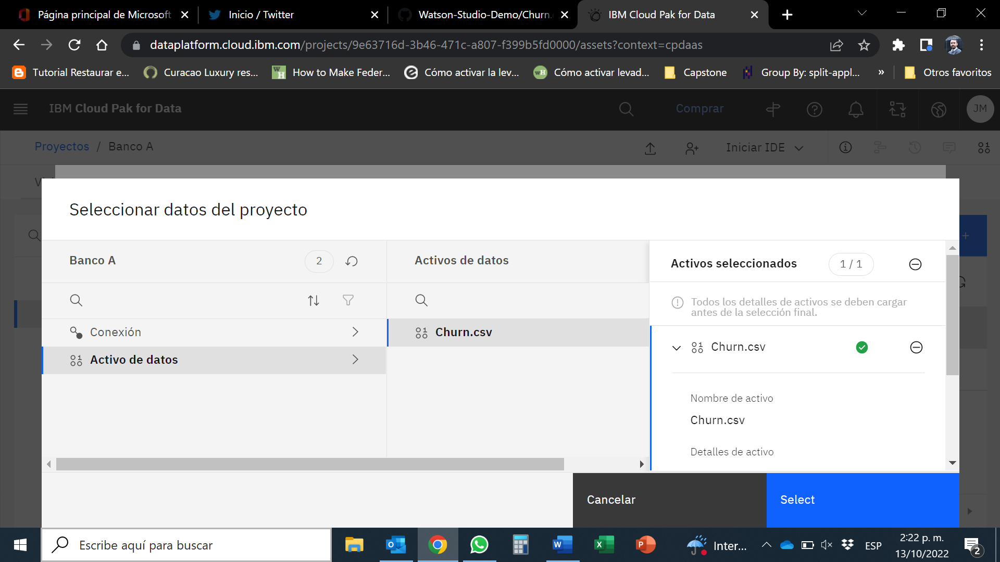 Página principal de Microsoft
Inicio / Twitter
Watson-Studio-Demo/Churn.
IBM Cloud Pak for Data
dataplatform.cloud.ibm.com/projects/9e63716d-3b46-471c-a807-f399b5fd0000/assets?context=cpdaas
Tutorial Restaurar e...
Curacao Luxury res...
How to Make Feder...
Cómo activar la lev...
Cómo activar levad...
Capstone
Group By: split-appl...
»
Otros favoritos
IBM Cloud Pak for Data
Comprar
JM
Proyectos / Banco A
Iniciar IDE
Seleccionar datos del proyecto
Banco A
2
Activos de datos
Activos seleccionados
1 / 1
Todos los detalles de activos se deben cargar
antes de la selección final.
Conexión
Activo de datos
Churn.csv
Churn.csv
Nombre de activo
Churn.csv
Detalles de activo
Cancelar
Select
Escribe aquí para buscar
Inter...
ESP
2:22 p. m.
13/10/2022
2